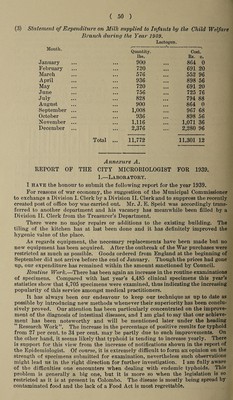 ( 50 )
(3) Statement of Expenditure on Milk supplied to Infants by the Child Welfare
Branch during the Year 1939.
Lactogen.
Month. Quantity. Cost.
lbs. Rs. a.
January ... 900 864 0
February ... 720 691 20
March ... 576 552 96
April ... 936 898 56
May ... 720 691 20
June ... 756 725 76
July ... 828 794 88
August ... 900 864 0
September ... 1,008 967 68
October ... 936 898 56
November ... 1,116 1,071 36
December ... 2,376 2,280 96
Total ... 11,772 11,301 12
Annexure A.
REPORT OF THE CITY MICROBIOLOGIST FOR 1939.
I.—LABORATORY.
I HAVE the honour to submit the following report for the year 1939.
For reasons of war economy, the suggestion of the Municipal Commissioner
to exchange a Division I. Clerk by a Division II. Clerk and to suppress the recently
created post of office boy was carried out. Mr. J. E. Speid was accordingly trans-
ferred to another department and his vacancy has meanwhile been filled by a
Division II. Clerk from the Treasurer's Department.
There were no major repairs or additions to the existing building. The
tiling of the kitchen has at last been done and it has definitely improved the
hygenic value of the place.
As regards equipment, the necessary replacements have been made but no
new equipment has been acquired. After the outbreak of the War purchases were
restricted as much as possible. Goods ordered from England at the beginning of
September did not arrive before the end of January. Though the prices had gone
up, our expenditure has remained within the amount sanctioned by Council.
Routine Work.—There has been again an increase in the routine examinations
of specimens. Compared with last year's 4,485 clinical specimens this year's
statistics show that 4,703 specimens were examined, thus indicating the increasing
popularity of this service amongst medical practitioners.
It has always been our endeavour to keep our technique as up to date as
possible by introducing new methods whenever their superiority has been conclu-
sively proved. Our attention has been particularly concentrated on the improve-
ment of the diagnosis of intestinal diseases, and I am glad to say that our achieve-
ment has been noteworthy and will be mentioned later under the heading
" Research Work ". The increase in the percentage of positive results for typhoid
from 27 per cent. to 34 per cent. may be partly due to such improvements. On
the other hand, it seems likely that typhoid is tending to increase yearly. There
is support for this view from the increase of notifications shown in the report of
the Epidemiologist. Of course, it is extremely difficult to form an opinion on the
strength of specimens submitted for examination, nevertheless such observations
might lead us in the right direction for further investigation. I am fully aware
of the difficulties one encounters when dealing with endemic typhoids. This
problem is generally a big one, but it is more so when the legislation is as
restricted as it is at present in Colombo. The disease is mostly being spread by
contaminated food and the lack of a Food Act is most regrettable.